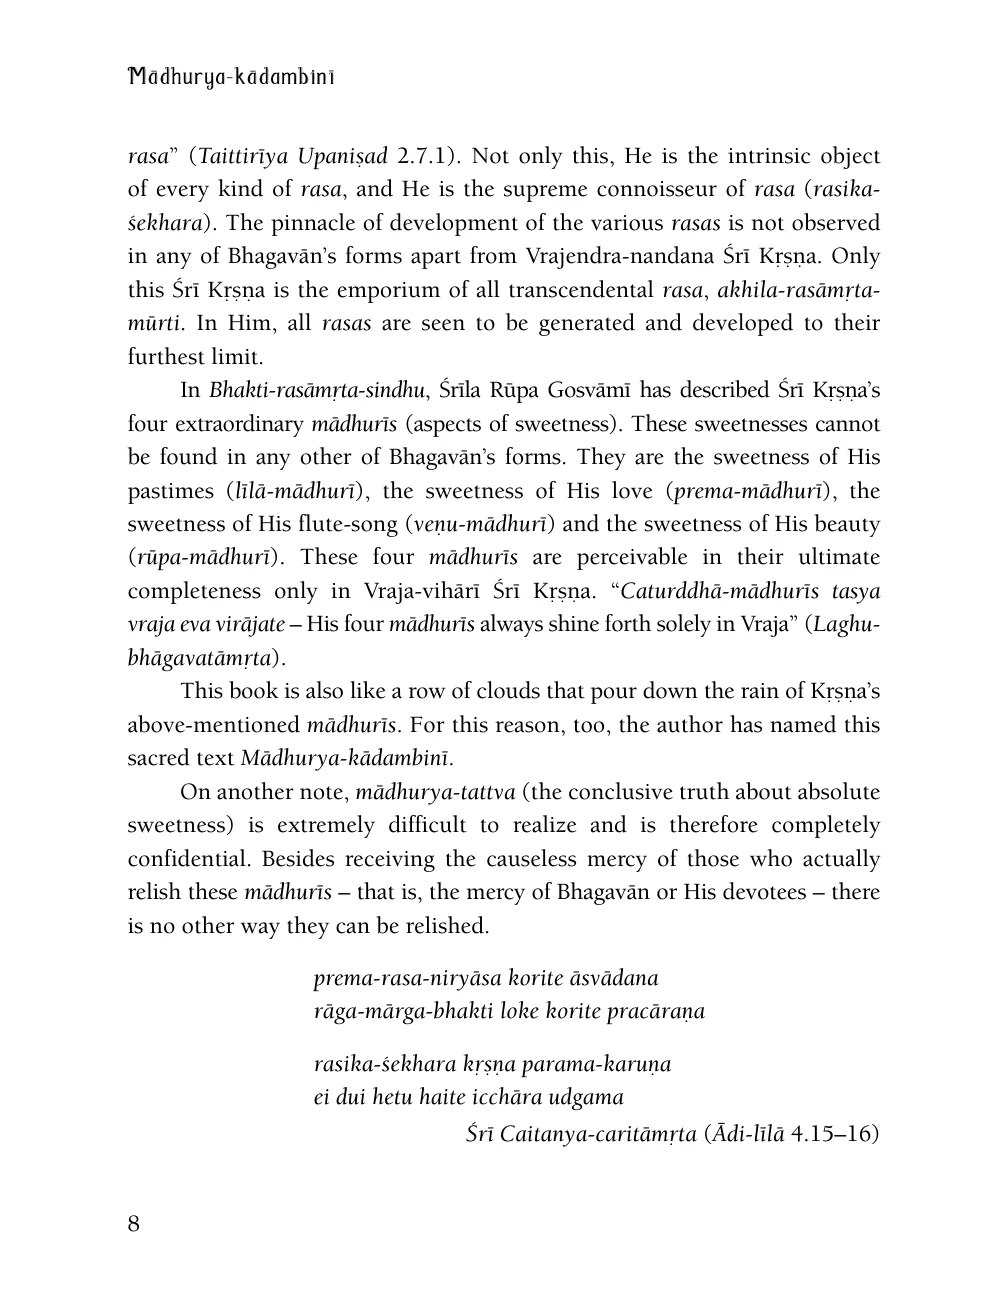 Mādhurya-kādambinī
rasa” (Taittirīya Upaniṣad 2.7.1). Not only this, He is the intrinsic object
of every kind of rasa, and He is the supreme connoisseur of rasa (rasika-
śekhara). The pinnacle of development of the various rasas is not observed
in any of Bhagavān’s forms apart from Vrajendra-nandana Śrī Kṛṣṇa. Only
this Śrī Kṛṣṇa is the emporium of all transcendental rasa, akhila-rasāmṛta-
mūrti. In Him, all rasas are seen to be generated and developed to their
furthest limit.
In Bhakti-rasāmṛta-sindhu, Śrīla Rūpa Gosvāmī has described Śrī Kṛṣṇa’s
four extraordinary mādhurīs (aspects of sweetness). These sweetnesses cannot
be found in any other of Bhagavān’s forms. They are the sweetness of His
pastimes (līlā-mādhurī), the sweetness of His love (prema-mādhurī), the
sweetness of His flute-song (veṇu-mādhurī) and the sweetness of His beauty
(rūpa-mādhurī). These four mādhurīs are perceivable in their ultimate
completeness only in Vraja-vihārī Śrī Kṛṣṇa. “Caturddhā-mādhurīs tasya
vraja eva virājate – His four mādhurīs always shine forth solely in Vraja” (Laghu-
bhāgavatāmṛta).
This book is also like a row of clouds that pour down the rain of Kṛṣṇa’s
above-mentioned mādhurīs. For this reason, too, the author has named this
sacred text Mādhurya-kādambinī.
On another note, mādhurya-tattva (the conclusive truth about absolute
sweetness) is extremely difficult to realize and is therefore completely
confidential. Besides receiving the causeless mercy of those who actually
relish these mādhurīs – that is, the mercy of Bhagavān or His devotees – there
is no other way they can be relished.
prema-rasa-niryāsa korite āsvādana
rāga-mārga-bhakti loke korite pracāraṇa
rasika-śekhara kṛṣṇa parama-karuṇa
ei dui hetu haite icchāra udgama
Śrī Caitanya-caritāmṛta (Ādi-līlā 4.15–16)
8